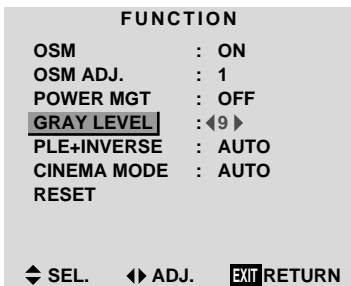 FUNCTION
OSM : ON
OSM ADJ. : 1
POWER MGT : OFF
GRAY LEVEL : 9
PLE+INVERSE : AUTO
CINEMA MODE : AUTO
RESET
SEL. ADJ. EXIT RETURN